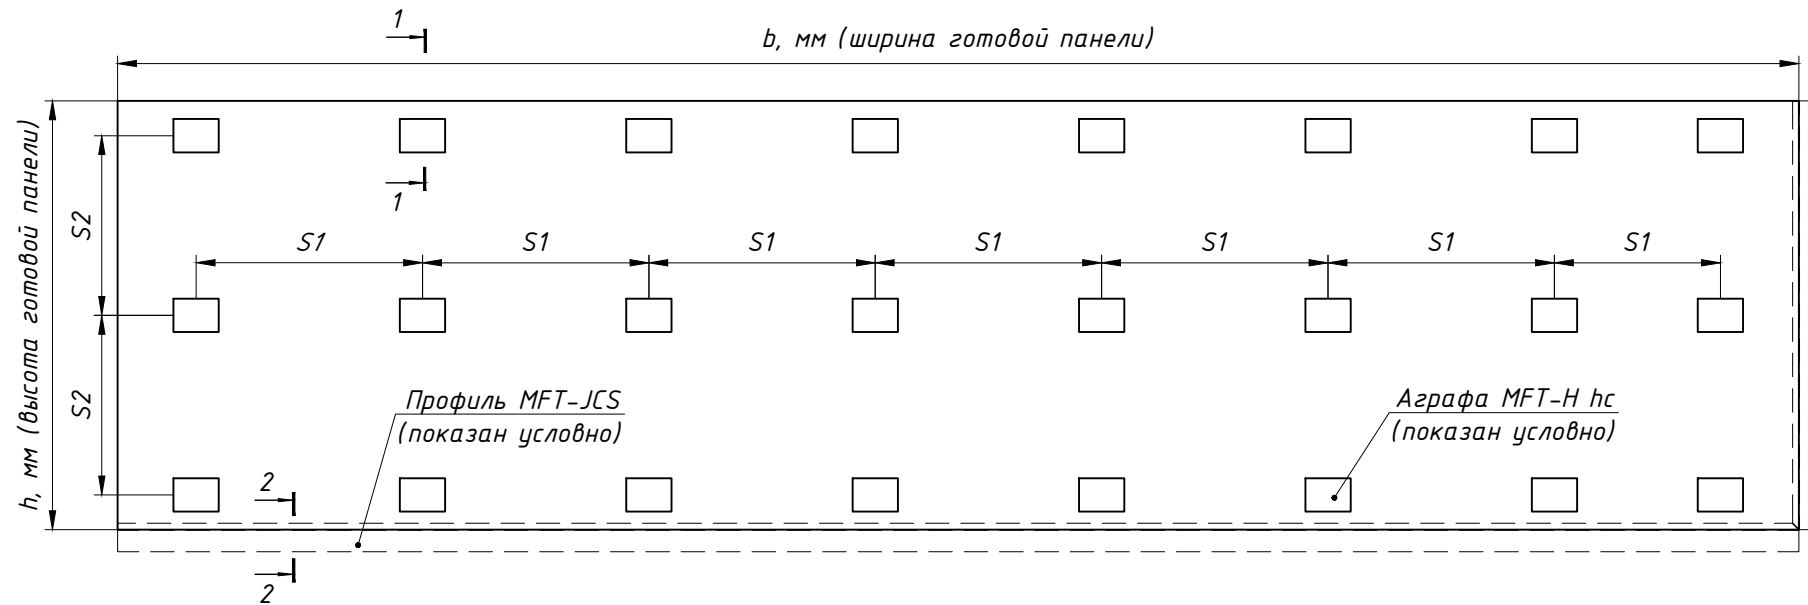 1
b, мм (ширина готовой панели)
1
h, мм (высота готовой панели)
S2
S1
S1
S1
S1
S1
S1
S1
S2
Профиль MFT-JCS
(показан условно)
Аграфа MFT-H hc
(показан условно)
2
2